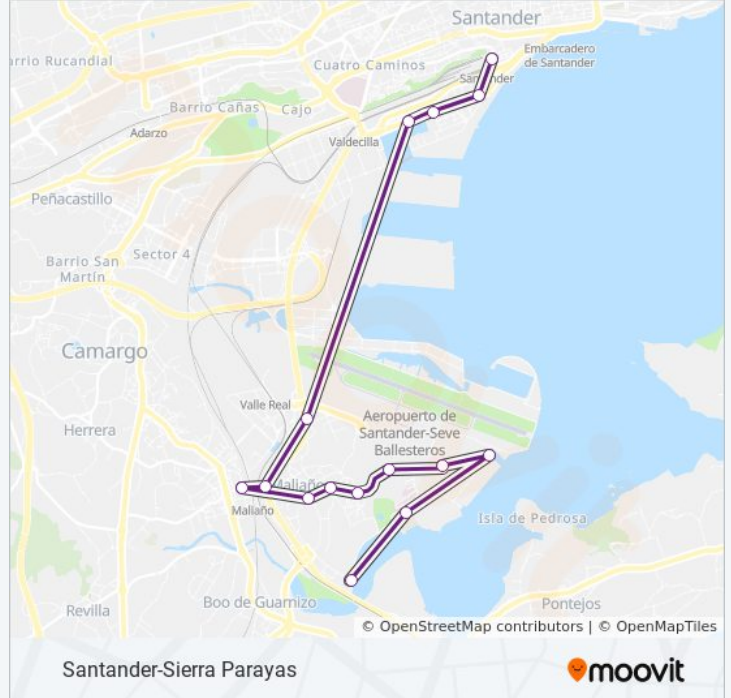 Santander
Embarcadero
de Santander
arrio Rucandial
Cuatro Caminos
Santander
Barrio Cañas
Cajo
Adarzo
Valdecilla
Peñacastillo
Sector 4
Barrio San
Martín
Camargo
Valle Real
Aeropuerto de
Santander-Seve
Ballesteros
Herrera
Maliaño
Maliaño
Isla de Pedrosa
Boo de Guarnizo
Revilla
Pontejos
© OpenStreetMap contributors | © OpenMapTiles
Santander-Sierra Parayas
moovit